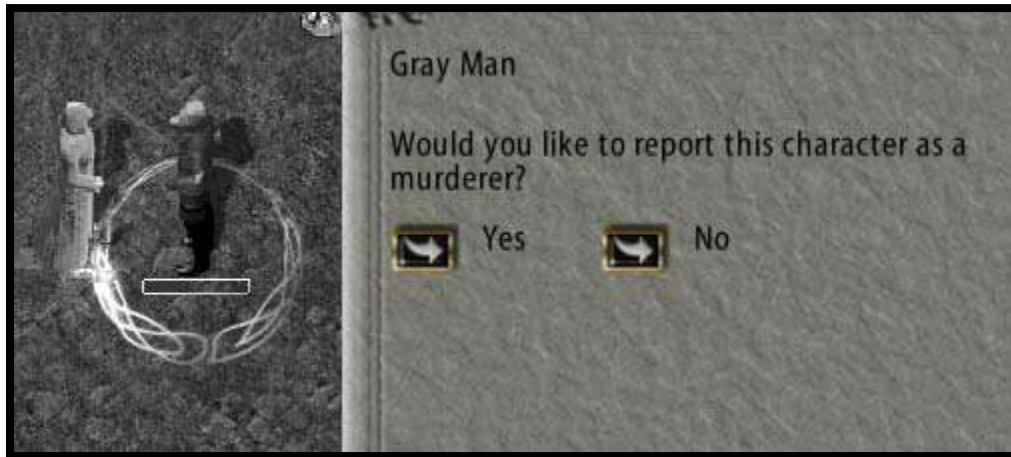 Gray Man
Would you like to report this character as a
murderer?
Yes No